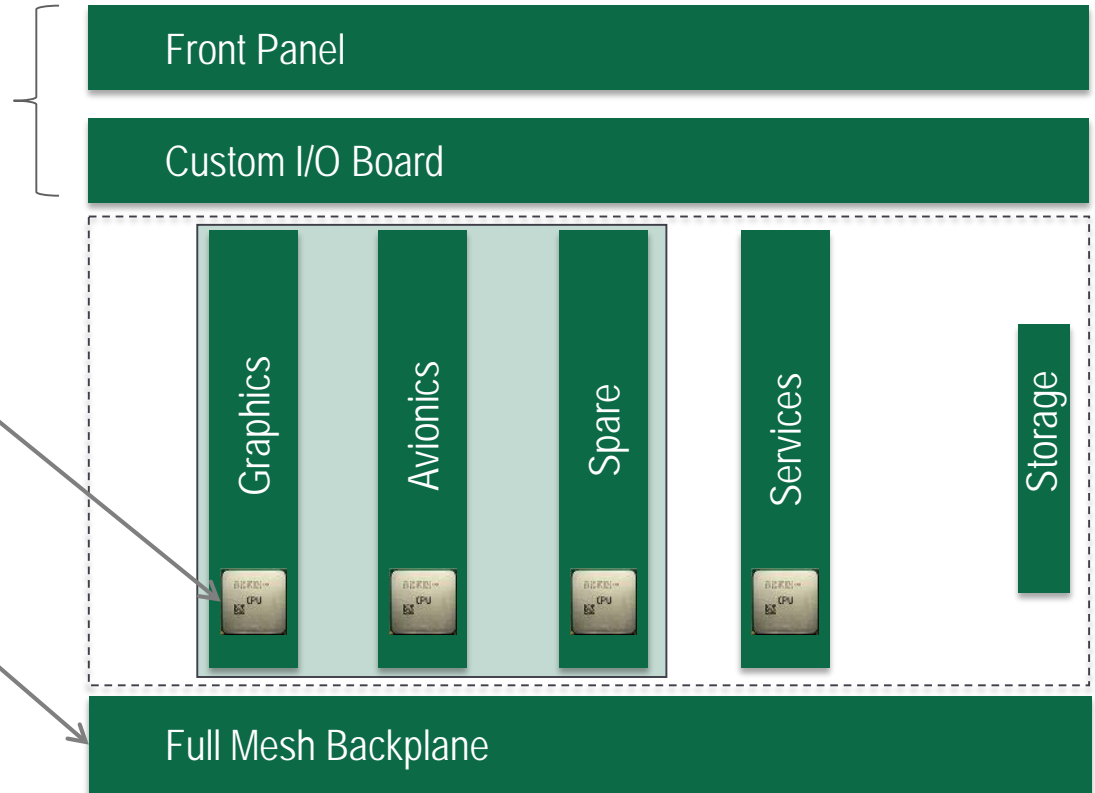 Front Panel
Custom I/O Board
Graphics
Avionics
Spare
Services
Storage
CPU
CPU
CPU
CPU
Full Mesh Backplane